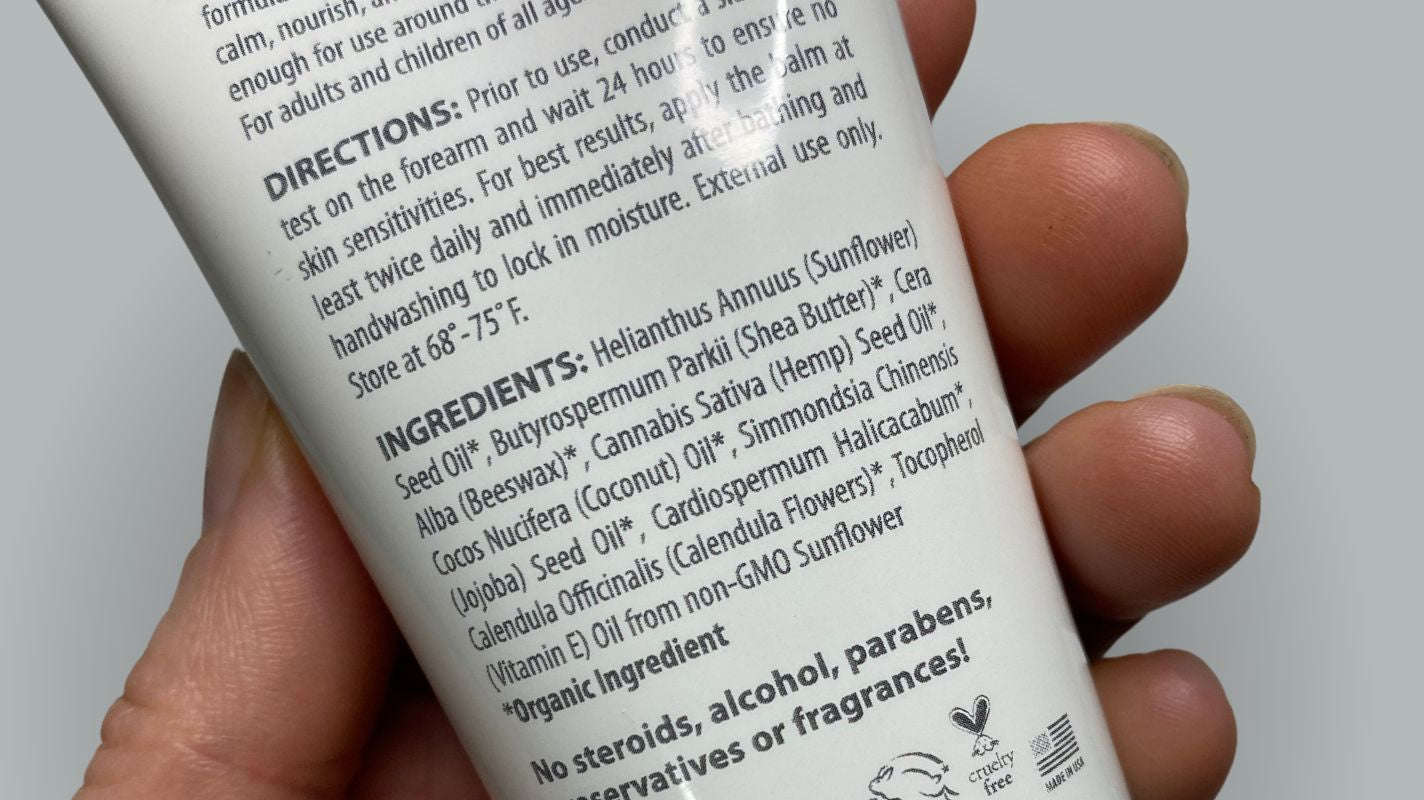 calm, nourish,
enough for use around
For adults and children of all
DIRECTIONS: Prior to use, conduct a
test on the forearm and wait 24 hours to ensure no
skin sensitivities. For best results, apply the balm at
least twice daily and immediately after bathing and
handwashing to lock in moisture. External use only.
Store at 68°-75°F.
INGREDIENTS: Helianthus Annuus (Sunflower)
Seed Oil* , Butyrospermum Parkii (Shea Butter)* , Cera
Alba (Beeswax)* , Cannabis Sativa (Hemp) Seed Oil* ,
Cocos Nucifera (Coconut) Oil* , Simmondsia Chinensis
(Jojoba) Seed Oil* , Cardiospermum Halicacabum* ,
Calendula Officinalis (Calendula Flowers)* , Tocopherol
(Vitamin E) Oil from non-GMO Sunflower
*Organic Ingredient
No steroids, alcohol, parabens,
or fragrances!
cruelty
free
MADE IN USA